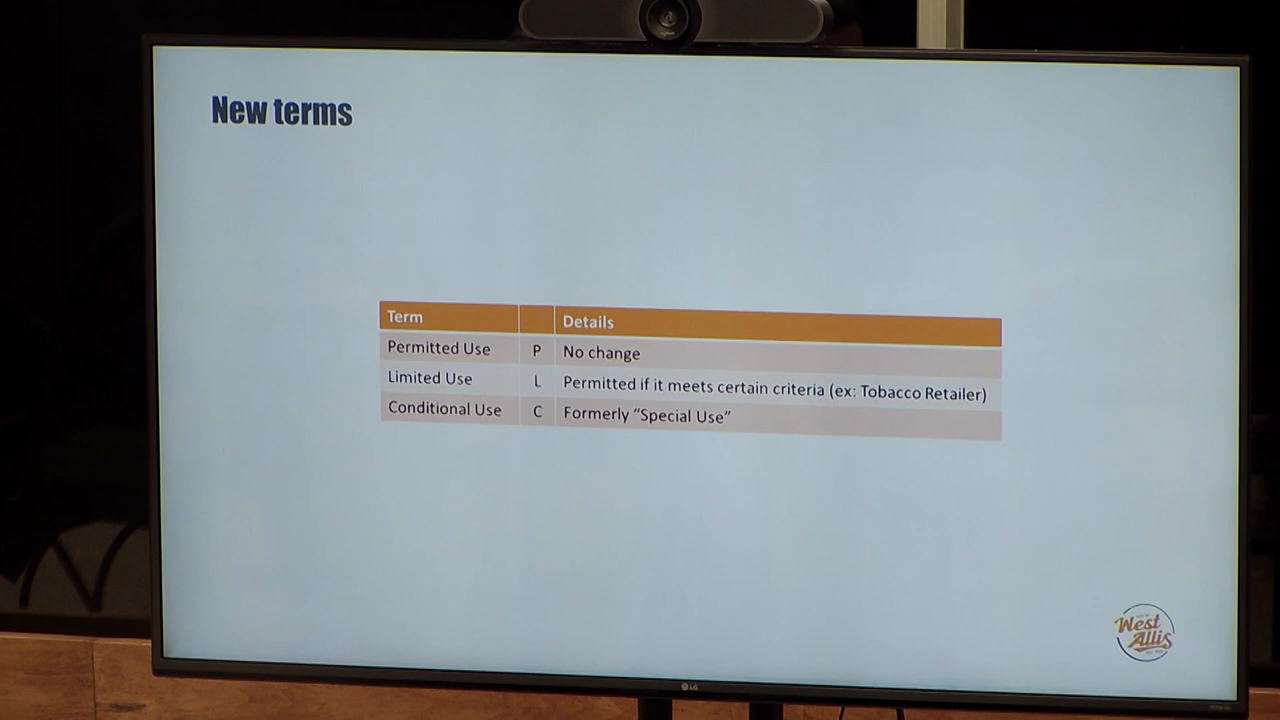 New terms
Term Details
Permitted Use P No change
Limited Use L Permitted if it meets certain criteria (ex: Tobacco Retailer)
Conditional Use C Formerly “Special Use”
West
Allis
LG